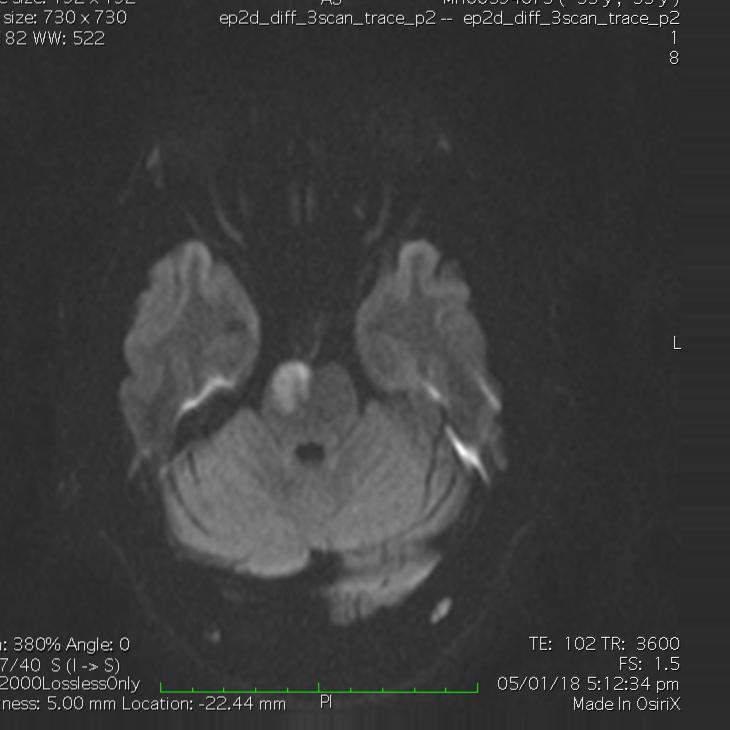 size: 730 x 730
82 WW: 522
ep2d_diff_3scan_trace_p2 -- ep2d_diff_3scan_trace_p2
1
8
L
380% Angle: 0
7/40 S (I -> S)
2000LosslessOnly
ness: 5.00 mm Location: -22.44 mm
PI
TE: 102 TR: 3600
FS: 1.5
05/01/18 5:12:34 pm
Made In OsiriX